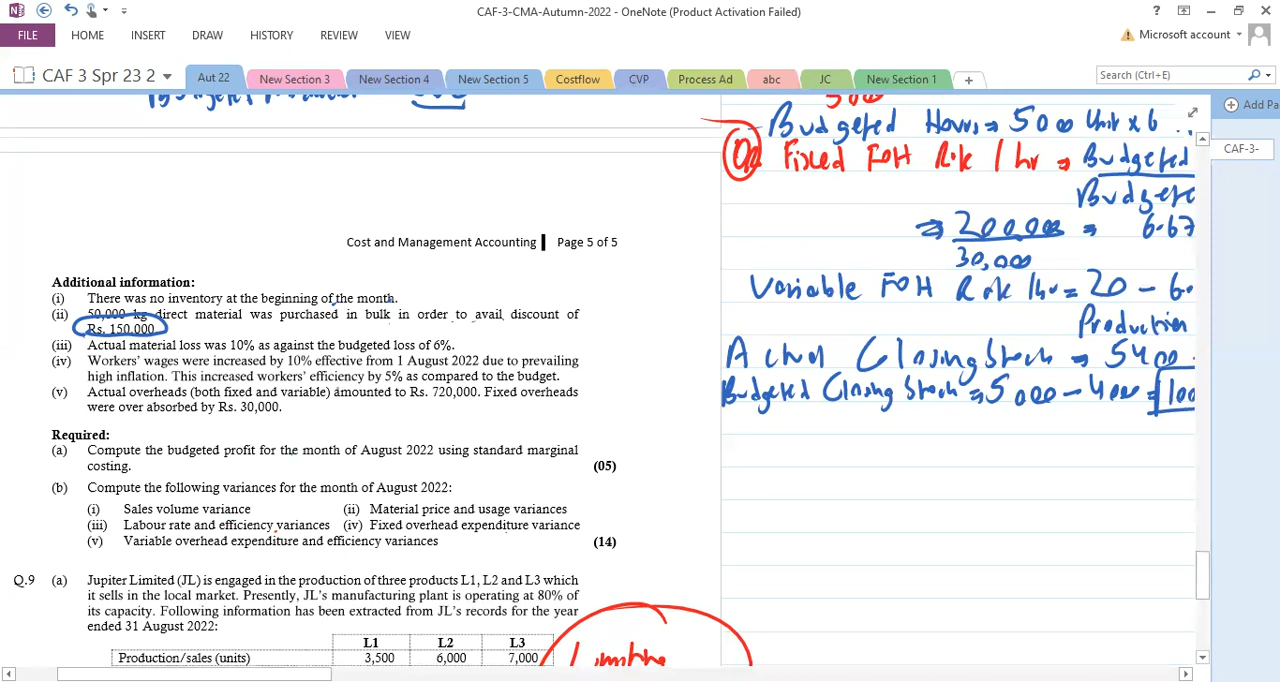 CAF-3-CMA-Autumn-2022 - OneNote (Product Activation Failed)
FILE HOME INSERT DRAW HISTORY REVIEW VIEW Microsoft account
CAF 3 Spr 23 2 Aut 22 New Section 3 New Section 4 New Section 5 Costflow CVP Process Ad abc JC New Section 1 Search (Ctrl+E)
Add Pa
CAF-3-
Budgeted Hours ⇒ 5000 Unit × 6 ..
Or Fixed FOH Rate / hr ⇒ Budgeted
Budgete
⇒ 200,000 = 6.67
30,000
Variable FOH Rate / hr = 20 - 6.
Production
Actual Closing Stock ⇒ 5400 -
Budgeted Closing Stock ⇒ 5000 - 4000 = 100
Cost and Management Accounting Page 5 of 5
Additional information:
(i) There was no inventory at the beginning of the month.
(ii) 50,000 kg direct material was purchased in bulk in order to avail discount of
Rs. 150,000
(iii) Actual material loss was 10% as against the budgeted loss of 6%.
(iv) Workers' wages were increased by 10% effective from 1 August 2022 due to prevailing
high inflation. This increased workers' efficiency by 5% as compared to the budget.
(v) Actual overheads (both fixed and variable) amounted to Rs. 720,000. Fixed overheads
were over absorbed by Rs. 30,000.
Required:
(a) Compute the budgeted profit for the month of August 2022 using standard marginal
costing. (05)
(b) Compute the following variances for the month of August 2022:
(i) Sales volume variance (ii) Material price and usage variances
(iii) Labour rate and efficiency variances (iv) Fixed overhead expenditure variance
(v) Variable overhead expenditure and efficiency variances (14)
Q.9 (a) Jupiter Limited (JL) is engaged in the production of three products L1, L2 and L3 which
it sells in the local market. Presently, JL's manufacturing plant is operating at 80% of
its capacity. Following information has been extracted from JL's records for the year
ended 31 August 2022:
L1 L2 L3
Production/sales (units) 3,500 6,000 7,000